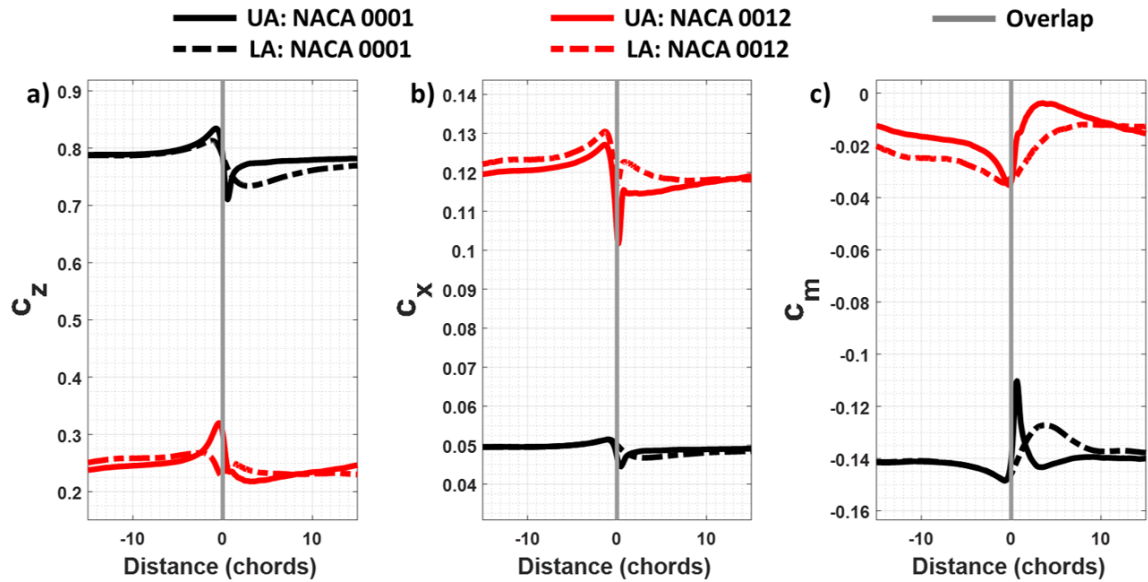 UA: NACA 0001 UA: NACA 0012 Overlap
LA: NACA 0001 LA: NACA 0012
a)
0.9
0.8
0.7
0.6
0.5
0.4
0.3
0.2
c_z
-10 0 10
Distance (chords)
b)
0.14
0.13
0.12
0.11
0.1
0.09
0.08
0.07
0.06
0.05
0.04
c_x
-10 0 10
Distance (chords)
c)
0
-0.02
-0.04
-0.06
-0.08
-0.1
-0.12
-0.14
-0.16
c_m
-10 0 10
Distance (chords)